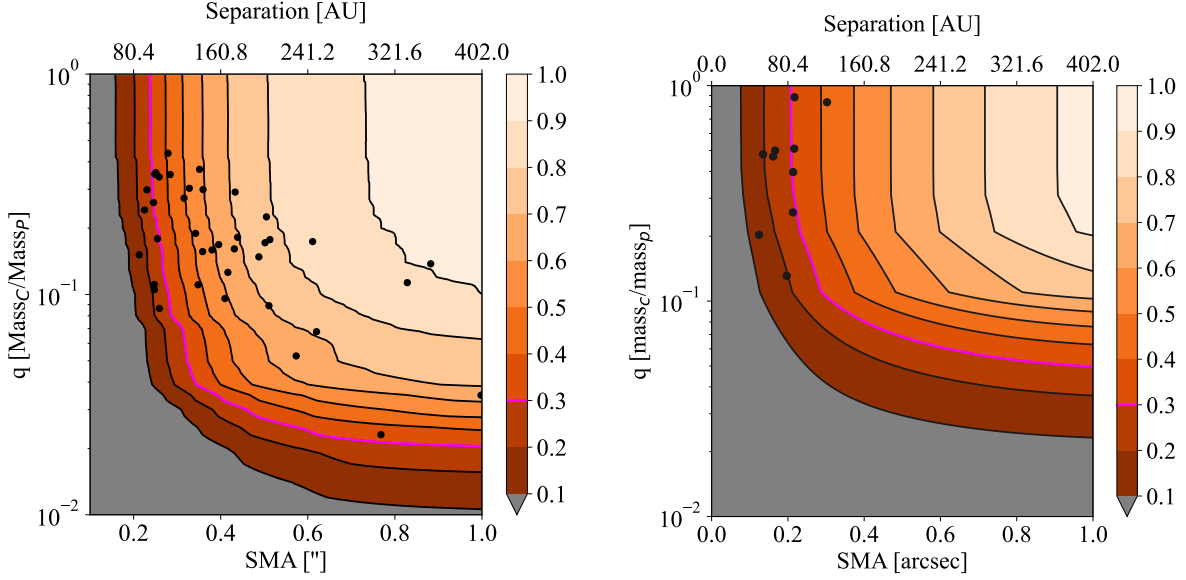 Separation [AU]
80.4 160.8 241.2 321.6 402.0
10⁰
10⁻¹
10⁻²
q [Mass_C/Mass_P]
0.2 0.4 0.6 0.8 1.0
SMA ["]
1.0
0.9
0.8
0.7
0.6
0.5
0.4
0.3
0.2
0.1
Separation [AU]
0.0 80.4 160.8 241.2 321.6 402.0
10⁰
10⁻¹
10⁻²
q [mass_C/mass_P]
0.0 0.2 0.4 0.6 0.8 1.0
SMA [arcsec]
1.0
0.9
0.8
0.7
0.6
0.5
0.4
0.3
0.2
0.1